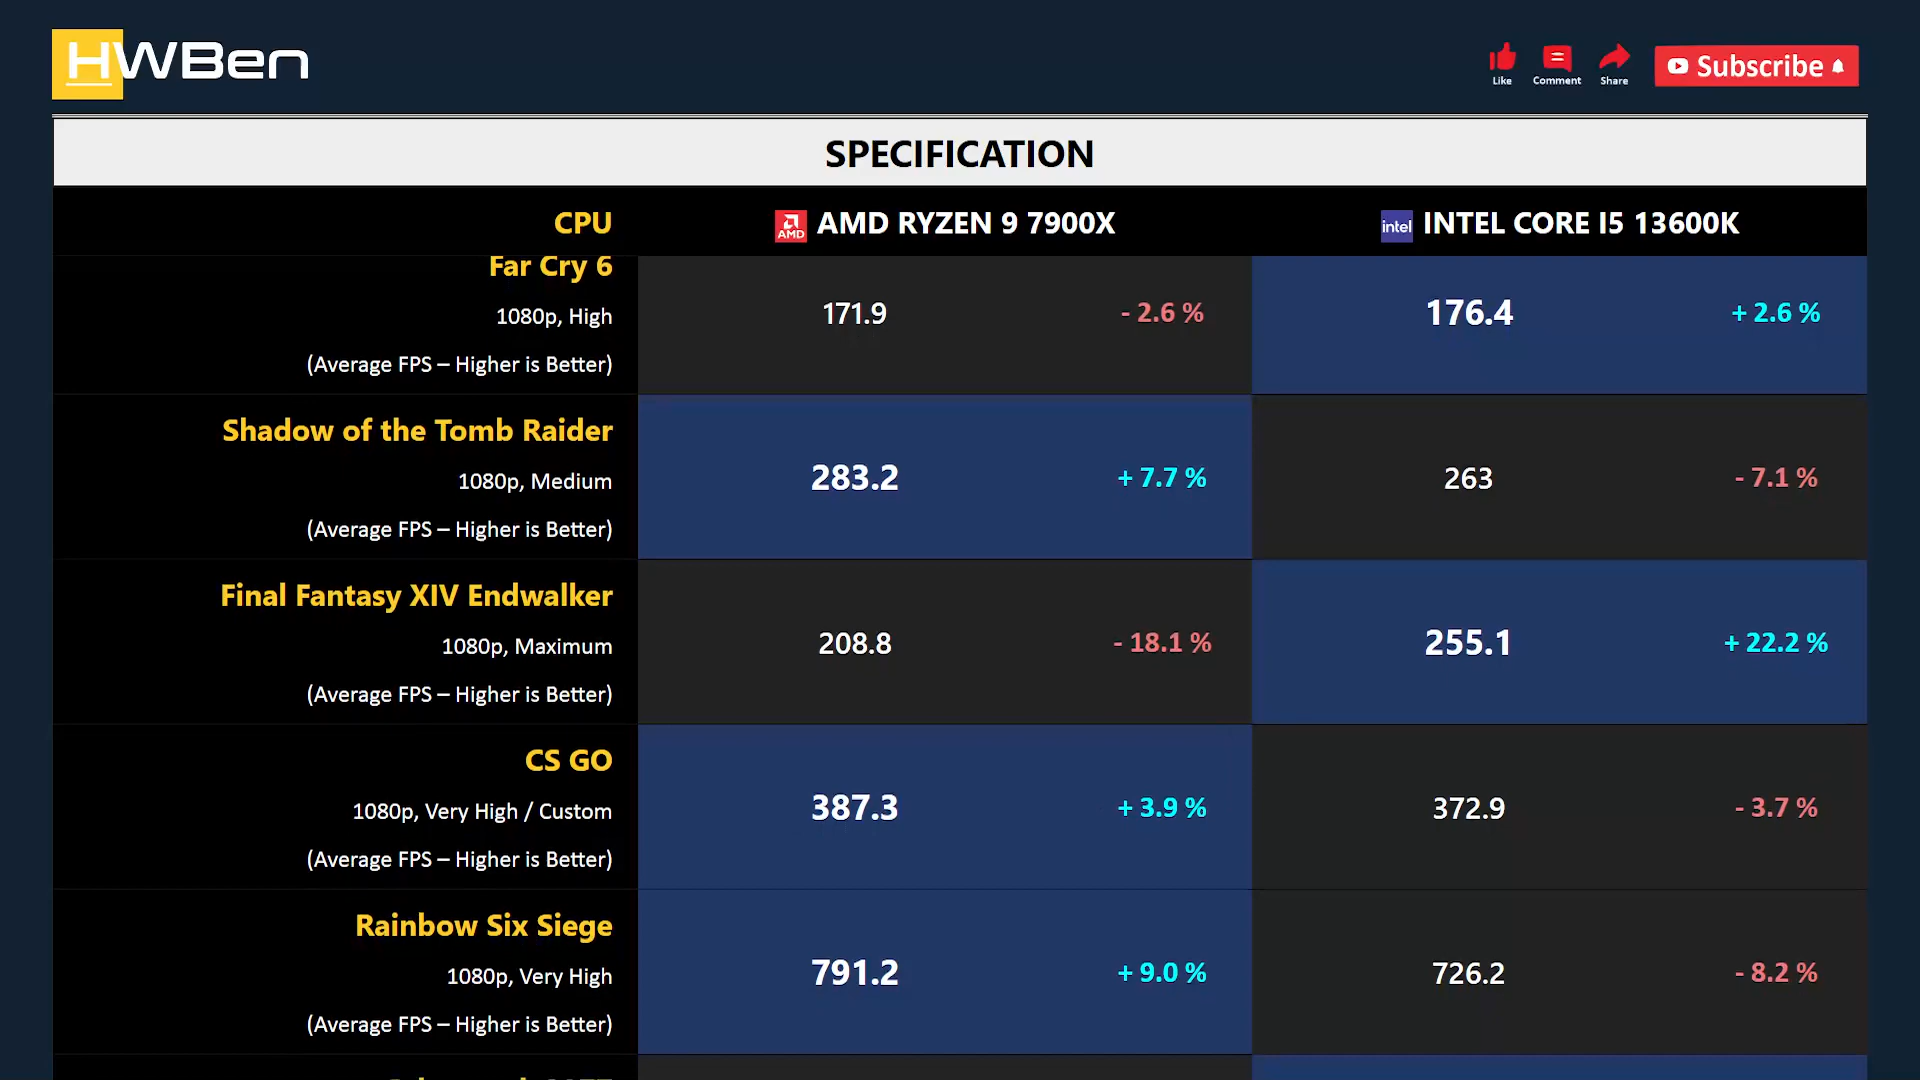 HWBen
Like
Comment
Share
Subscribe
SPECIFICATION
CPU
AMD
AMD RYZEN 9 7900X
intel
INTEL CORE I5 13600K
Far Cry 6
1080p, High
(Average FPS – Higher is Better)
171.9
- 2.6 %
176.4
+ 2.6 %
Shadow of the Tomb Raider
1080p, Medium
(Average FPS – Higher is Better)
283.2
+ 7.7 %
263
- 7.1 %
Final Fantasy XIV Endwalker
1080p, Maximum
(Average FPS – Higher is Better)
208.8
- 18.1 %
255.1
+ 22.2 %
CS GO
1080p, Very High / Custom
(Average FPS – Higher is Better)
387.3
+ 3.9 %
372.9
- 3.7 %
Rainbow Six Siege
1080p, Very High
(Average FPS – Higher is Better)
791.2
+ 9.0 %
726.2
- 8.2 %